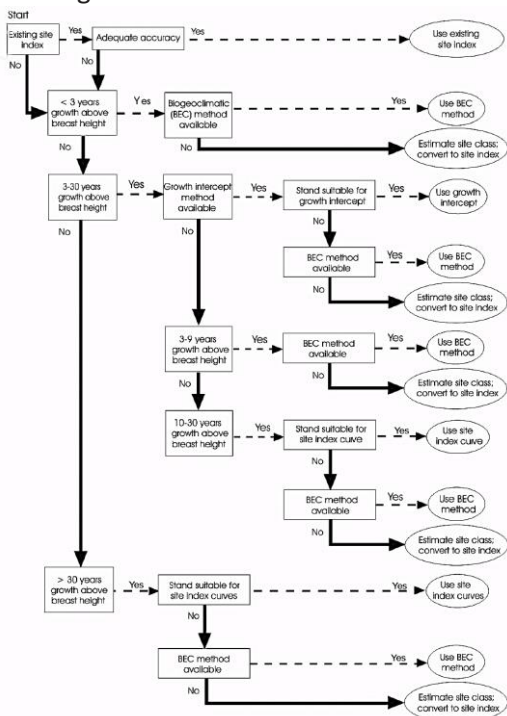 Start
Existing site
index
Yes
Adequate accuracy
Yes
Use existing
site index
No
No
< 3 years
growth above
breast height
Yes
Biogeoclimatic
(BEC) method
available
Yes
Use BEC
method
No
No
Estimate site class;
convert to site index
3-30 years
growth above
breast height
Yes
Growth intercept
method
available
Yes
Stand suitable for
growth intercept
Yes
Use growth
intercept
No
No
No
BEC method
available
Yes
Use BEC
method
No
Estimate site class;
convert to site index
3-9 years
growth above
breast height
Yes
BEC method
available
Yes
Use BEC
method
No
No
Estimate site class;
convert to site index
10-30 years
growth above
breast height
Yes
Stand suitable for
site index curve
Yes
Use site
index curve
No
BEC method
available
Yes
Use BEC
method
No
Estimate site class;
convert to site index
> 30 years
growth above
breast height
Yes
Stand suitable for
site index curves
Yes
Use site
index curves
No
BEC method
available
Yes
Use BEC
method
No
Estimate site class;
convert to site index